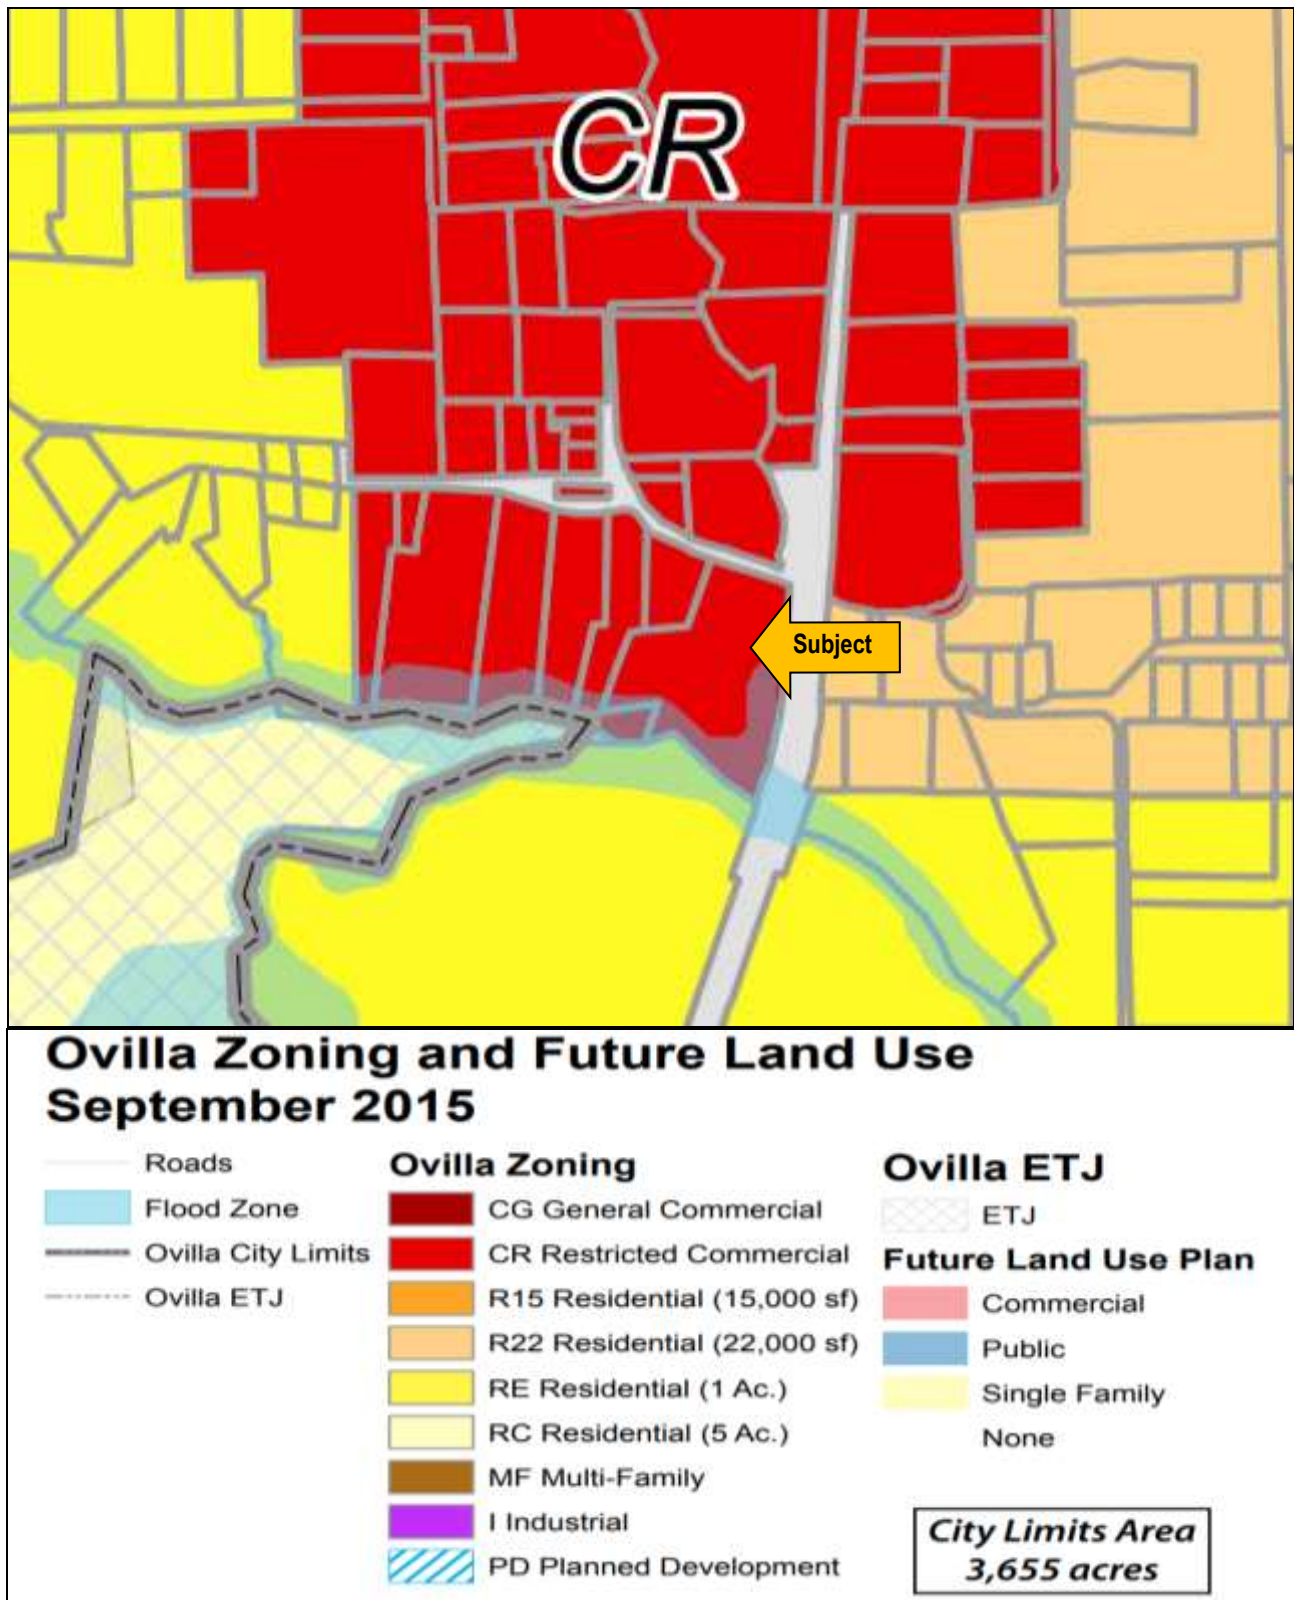 CR
Subject
Ovilla Zoning and Future Land Use
September 2015
Roads
Flood Zone
Ovilla City Limits
Ovilla ETJ
Ovilla Zoning
CG General Commercial
CR Restricted Commercial
R15 Residential (15,000 sf)
R22 Residential (22,000 sf)
RE Residential (1 Ac.)
RC Residential (5 Ac.)
MF Multi-Family
I Industrial
PD Planned Development
Ovilla ETJ
ETJ
Future Land Use Plan
Commercial
Public
Single Family
None
City Limits Area
3,655 acres